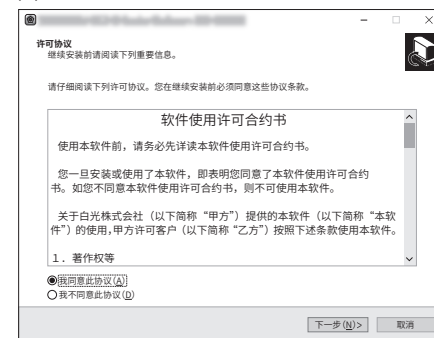 许可协议
继续安装前请阅读下列重要信息。
请仔细阅读下列许可协议。您在继续安装前必须同意这些协议条款。
软件使用许可合约书
使用本软件前，请务必先详读本软件使用许可合约书。
您一旦安装或使用了本软件，即表明您同意了本软件使用许可合约
书。如您不同意本软件使用许可合约书，则不可使用本软件。
关于白光株式会社（以下简称“甲方”）提供的本软件（以下简称“本软
件”）的使用，甲方许可客户（以下简称“乙方”）按照下述条款使用本软件。
1．著作权等
我同意此协议(A)
我不同意此协议(D)
下一步(N)>
取消